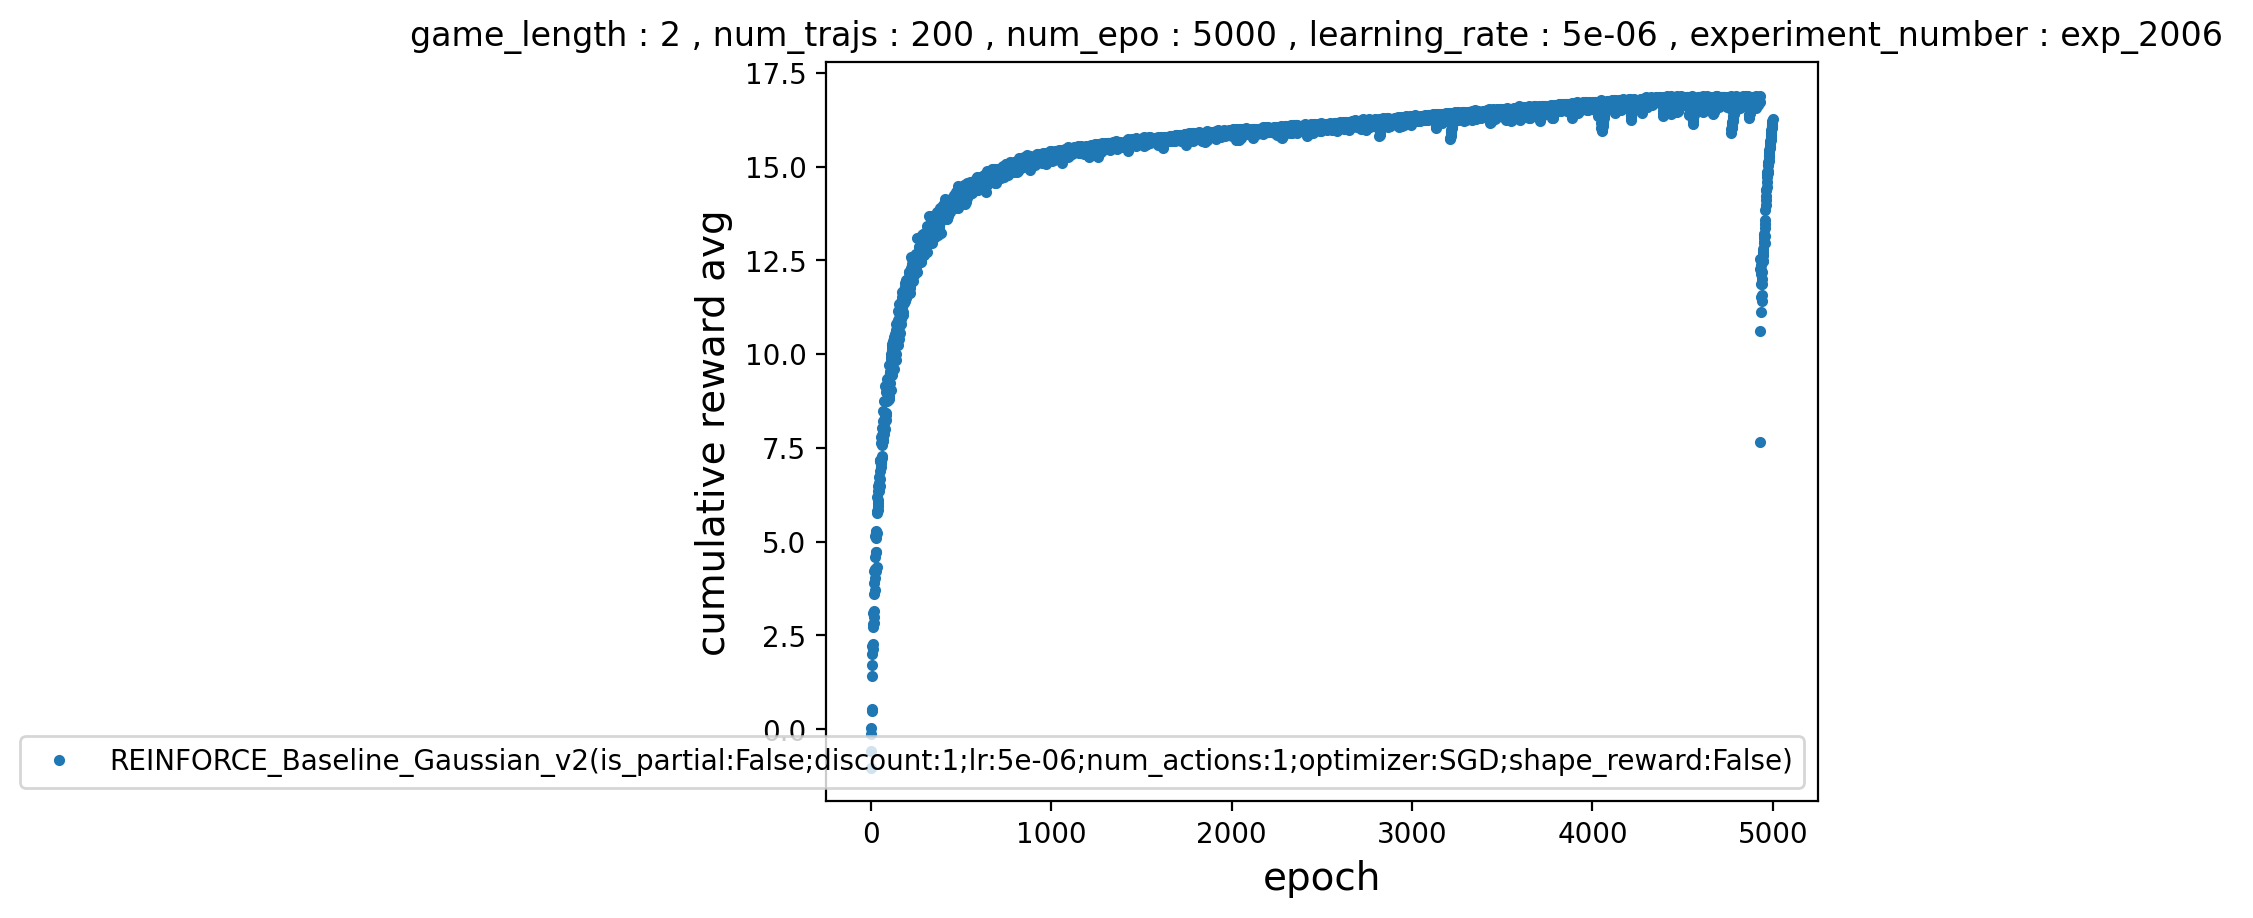 game_length : 2 , num_trajs : 200 , num_epo : 5000 , learning_rate : 5e-06 , experiment_number : exp_2006
17.5
15.0
12.5
10.0
7.5
5.0
2.5
0.0
cumulative reward avg
REINFORCE_Baseline_Gaussian_v2(is_partial:False;discount:1;lr:5e-06;num_actions:1;optimizer:SGD;shape_reward:False)
0 1000 2000 3000 4000 5000
epoch